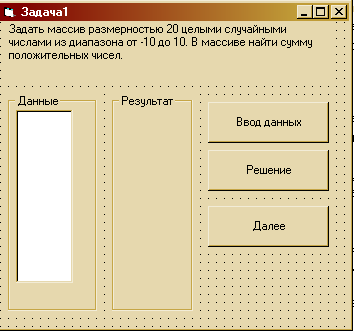 Задача1
Задать массив размерностью 20 целыми случайными
числами из диапазона от -10 до 10. В массиве найти сумму
положительных чисел.
Данные
Результат
Ввод данных
Решение
Далее